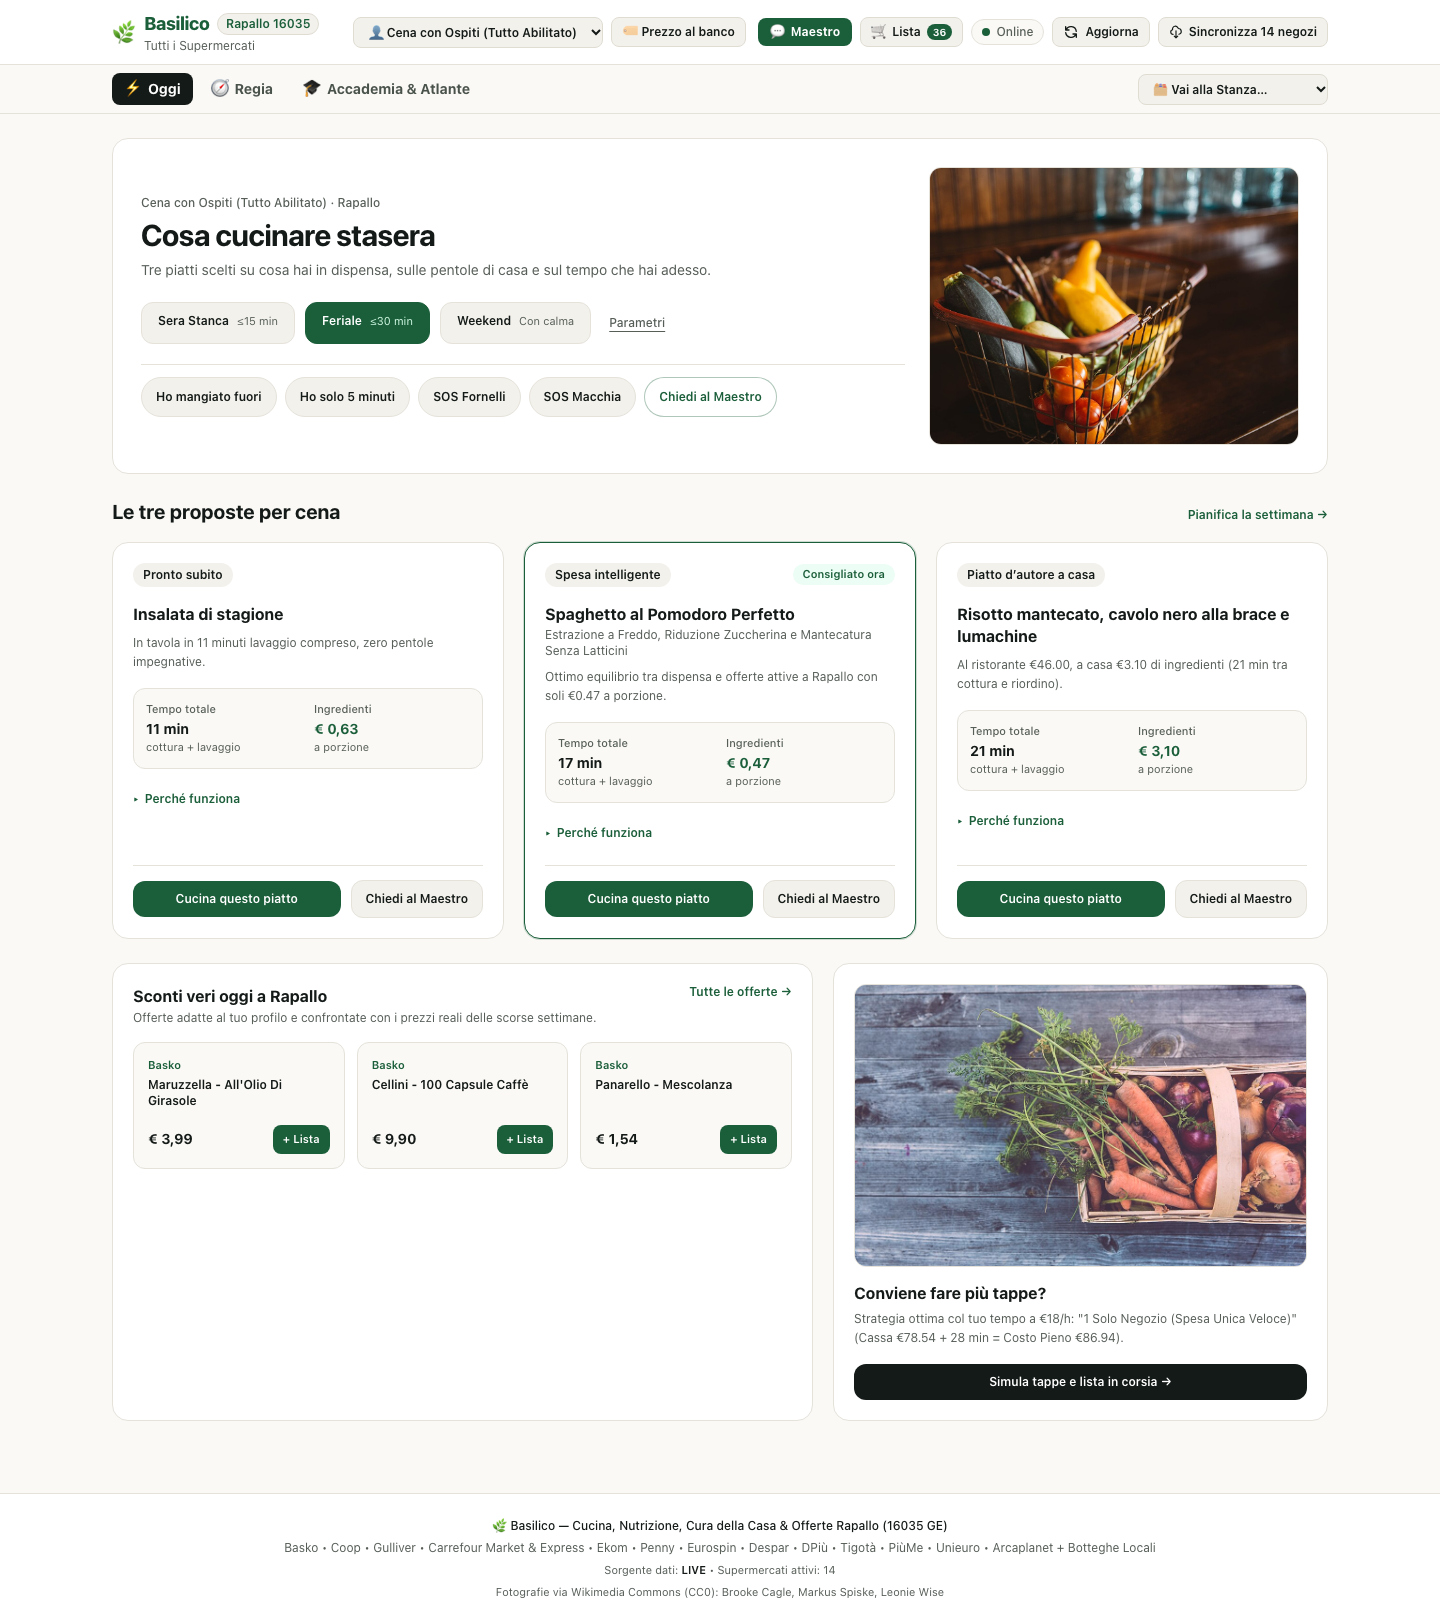 Basilico
Rapallo 16035
Tutti i Supermercati
Cena con Ospiti (Tutto Abilitato)
Prezzo al banco
Maestro
Lista 36
Online
Aggiorna
Sincronizza 14 negozi
Oggi
Regia
Accademia & Atlante
Vai alla Stanza...
Cena con Ospiti (Tutto Abilitato) · Rapallo
Cosa cucinare stasera
Tre piatti scelti su cosa hai in dispensa, sulle pentole di casa e sul tempo che hai adesso.
Sera Stanca ≤15 min
Feriale ≤30 min
Weekend Con calma
Parametri
Ho mangiato fuori
Ho solo 5 minuti
SOS Fornelli
SOS Macchia
Chiedi al Maestro
Le tre proposte per cena
Pianifica la settimana →
Pronto subito
Insalata di stagione
In tavola in 11 minuti lavaggio compreso, zero pentole
impegnative.
Tempo totale
11 min
cottura + lavaggio
Ingredienti
€ 0,63
a porzione
▸ Perché funziona
Cucina questo piatto
Chiedi al Maestro
Spesa intelligente
Consigliato ora
Spaghetto al Pomodoro Perfetto
Estrazione a Freddo, Riduzione Zuccherina e Mantecatura
Senza Latticini
Ottimo equilibrio tra dispensa e offerte attive a Rapallo con
soli €0.47 a porzione.
Tempo totale
17 min
cottura + lavaggio
Ingredienti
€ 0,47
a porzione
▸ Perché funziona
Cucina questo piatto
Chiedi al Maestro
Piatto d'autore a casa
Risotto mantecato, cavolo nero alla brace e
lumachine
Al ristorante €46.00, a casa €3.10 di ingredienti (21 min tra
cottura e riordino).
Tempo totale
21 min
cottura + lavaggio
Ingredienti
€ 3,10
a porzione
▸ Perché funziona
Cucina questo piatto
Chiedi al Maestro
Sconti veri oggi a Rapallo
Tutte le offerte →
Offerte adatte al tuo profilo e confrontate con i prezzi reali delle scorse settimane.
Basko
Maruzzella - All'Olio Di
Girasole
€ 3,99
+ Lista
Basko
Cellini - 100 Capsule Caffè
€ 9,90
+ Lista
Basko
Panarello - Mescolanza
€ 1,54
+ Lista
Conviene fare più tappe?
Strategia ottima col tuo tempo a €18/h: "1 Solo Negozio (Spesa Unica Veloce)"
(Cassa €78.54 + 28 min = Costo Pieno €86.94).
Simula tappe e lista in corsia →
Basilico — Cucina, Nutrizione, Cura della Casa & Offerte Rapallo (16035 GE)
Basko • Coop • Gulliver • Carrefour Market & Express • Ekom • Penny • Eurospin • Despar • DPiù • Tigotà • PiùMe • Unieuro • Arcaplanet + Botteghe Locali
Sorgente dati: LIVE • Supermercati attivi: 14
Fotografie via Wikimedia Commons (CC0): Brooke Cagle, Markus Spiske, Leonie Wise